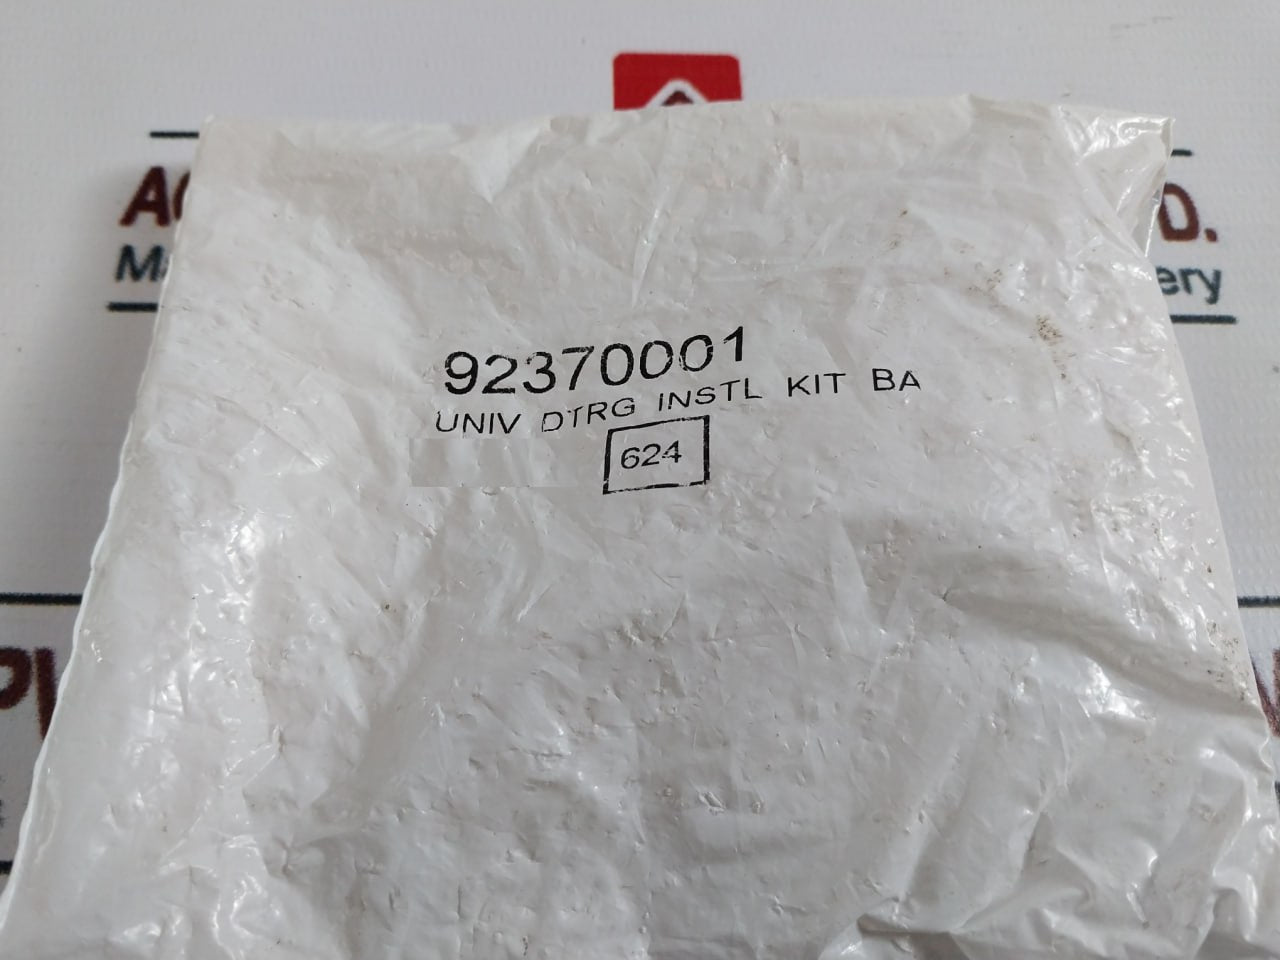 92370001
UNIV DTRG INSTL KIT BA
624